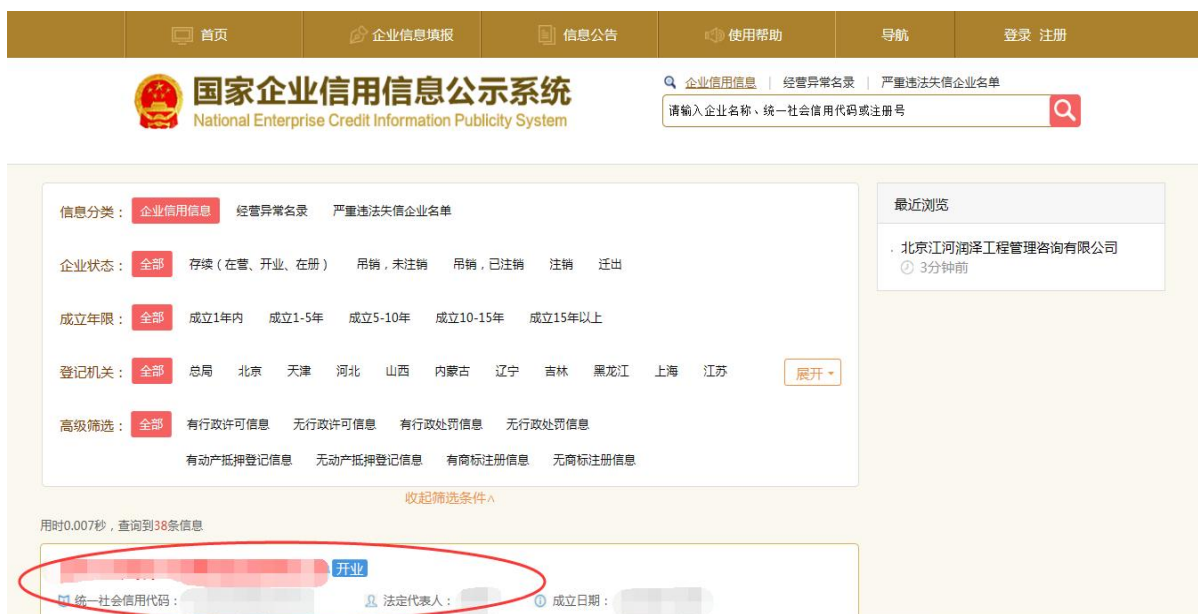 首页 企业信息填报 信息公告 使用帮助 导航 登录 注册
企业信用信息 | 经营异常名录 | 严重违法失信企业名单
国家企业信用信息公示系统
National Enterprise Credit Information Publicity System
请输入企业名称、统一社会信用代码或注册号
信息分类： 企业信用信息 经营异常名录 严重违法失信企业名单
企业状态： 全部 存续（在营、开业、在册） 吊销，未注销 吊销，已注销 注销 迁出
成立年限： 全部 成立1年内 成立1-5年 成立5-10年 成立10-15年 成立15年以上
登记机关： 全部 总局 北京 天津 河北 山西 内蒙古 辽宁 吉林 黑龙江 上海 江苏 展开
高级筛选： 全部 有行政许可信息 无行政许可信息 有行政处罚信息 无行政处罚信息
有动产抵押登记信息 无动产抵押登记信息 有商标注册信息 无商标注册信息
收起筛选条件
最近浏览
北京江河润泽工程管理咨询有限公司
3分钟前
用时0.007秒，查询到38条信息
开业
统一社会信用代码： 法定代表人： 成立日期：